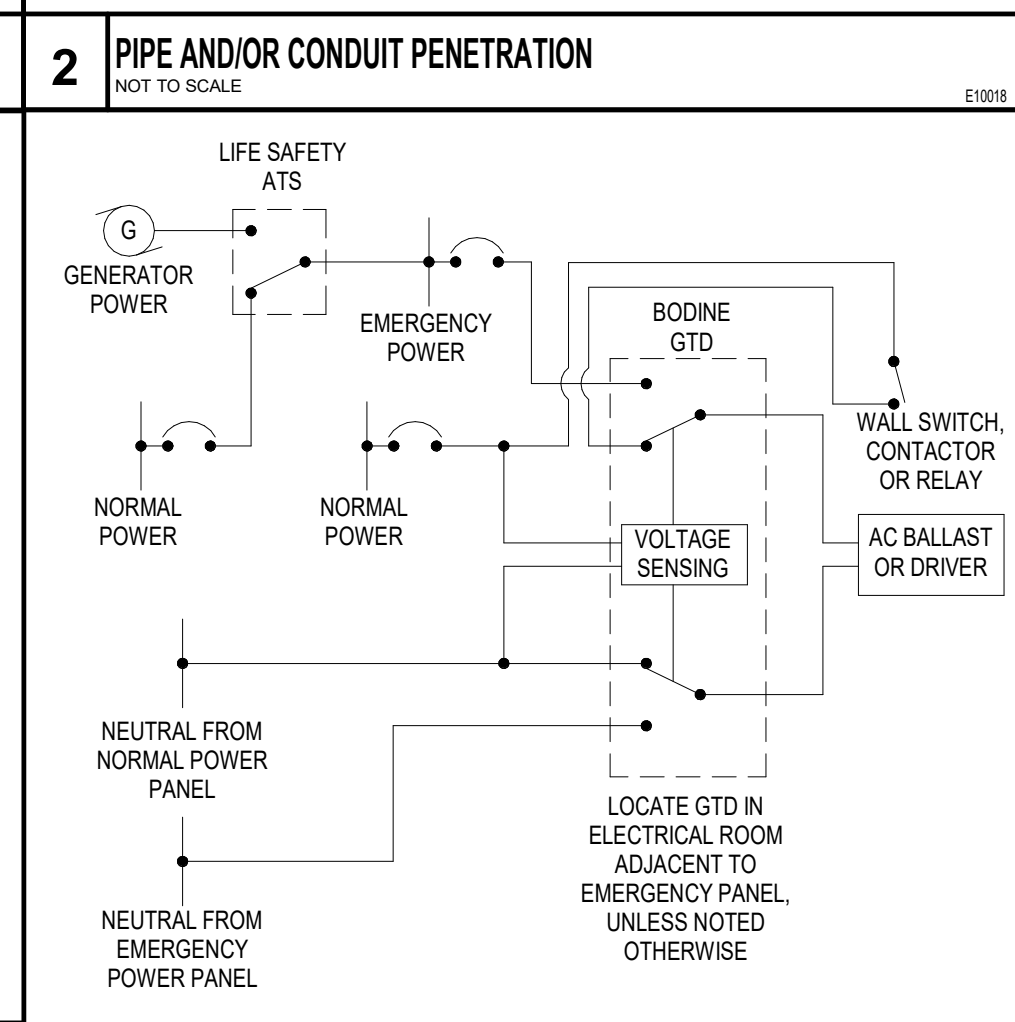 2
PIPE AND/OR CONDUIT PENETRATION
NOT TO SCALE
E10018
LIFE SAFETY
ATS
G
GENERATOR
POWER
EMERGENCY
POWER
BODINE
GTD
WALL SWITCH,
CONTACTOR
OR RELAY
NORMAL
POWER
NORMAL
POWER
VOLTAGE
SENSING
AC BALLAST
OR DRIVER
NEUTRAL FROM
NORMAL POWER
PANEL
LOCATE GTD IN
ELECTRICAL ROOM
ADJACENT TO
EMERGENCY PANEL,
UNLESS NOTED
OTHERWISE
NEUTRAL FROM
EMERGENCY
POWER PANEL